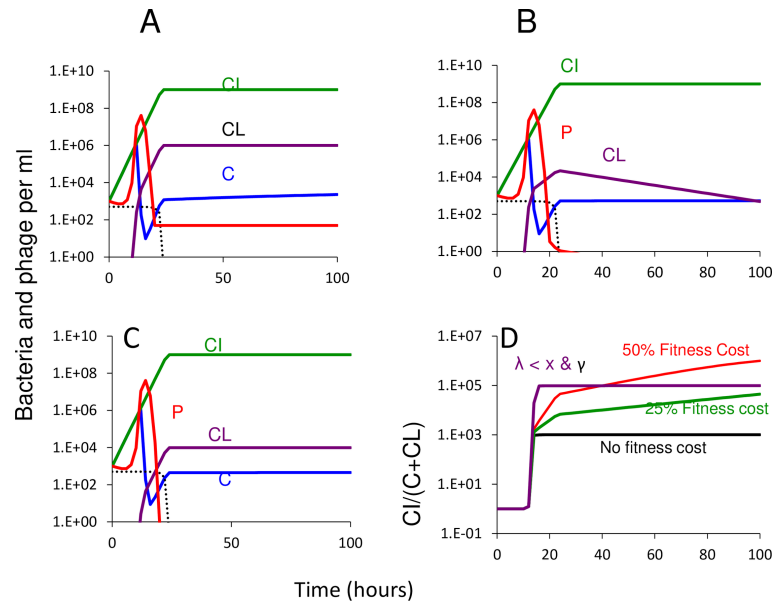 A
B
1.E+10
1.E+08
1.E+06
1.E+04
1.E+02
1.E+00
CI
CL
C
0
50
100
1.E+10
1.E+08
1.E+06
1.E+04
1.E+02
1.E+00
CI
P
CL
0
20
40
60
80
100
Bacteria and phage per ml
C
1.E+10
1.E+08
1.E+06
1.E+04
1.E+02
1.E+00
CI
P
CL
C
0
50
100
D
1.E+07
1.E+05
1.E+03
1.E+01
1.E-01
CI/(C+CL)
50% Fitness Cost
λ < x & γ
25% Fitness cost
No fitness cost
0
20
40
60
80
100
Time (hours)